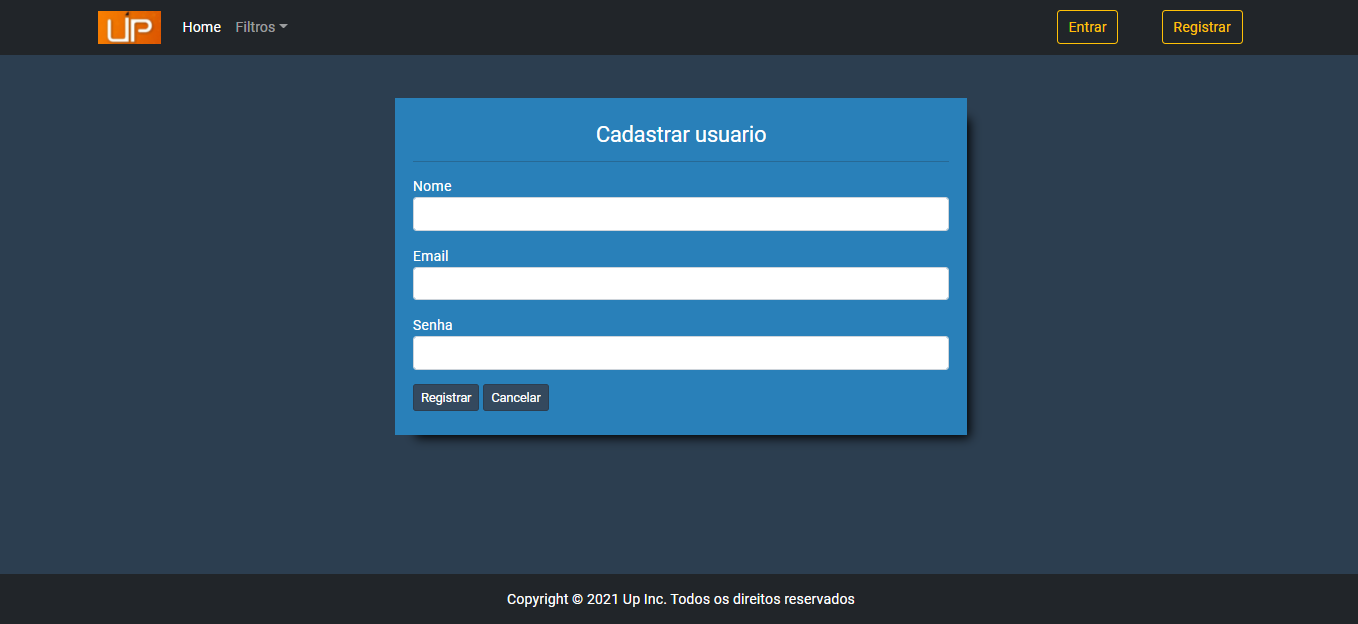 UP Home Filtros Entrar Registrar
Cadastrar usuario
Nome
Email
Senha
Registrar Cancelar
Copyright © 2021 Up Inc. Todos os direitos reservados